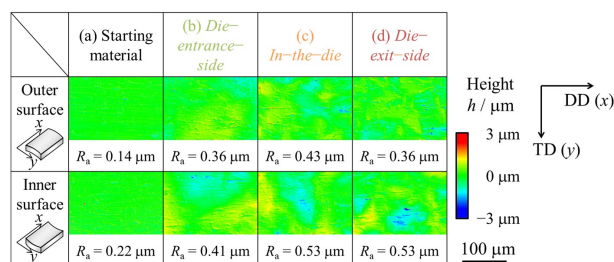 (a) Starting material
(b) Die−entrance−side
(c) In−the−die
(d) Die−exit−side
Outer surface
x
y
Ra = 0.14 μm
Ra = 0.36 μm
Ra = 0.43 μm
Ra = 0.36 μm
Inner surface
x
y
Ra = 0.22 μm
Ra = 0.41 μm
Ra = 0.53 μm
Ra = 0.53 μm
Height
h / μm
3 μm
0 μm
−3 μm
100 μm
DD (x)
TD (y)